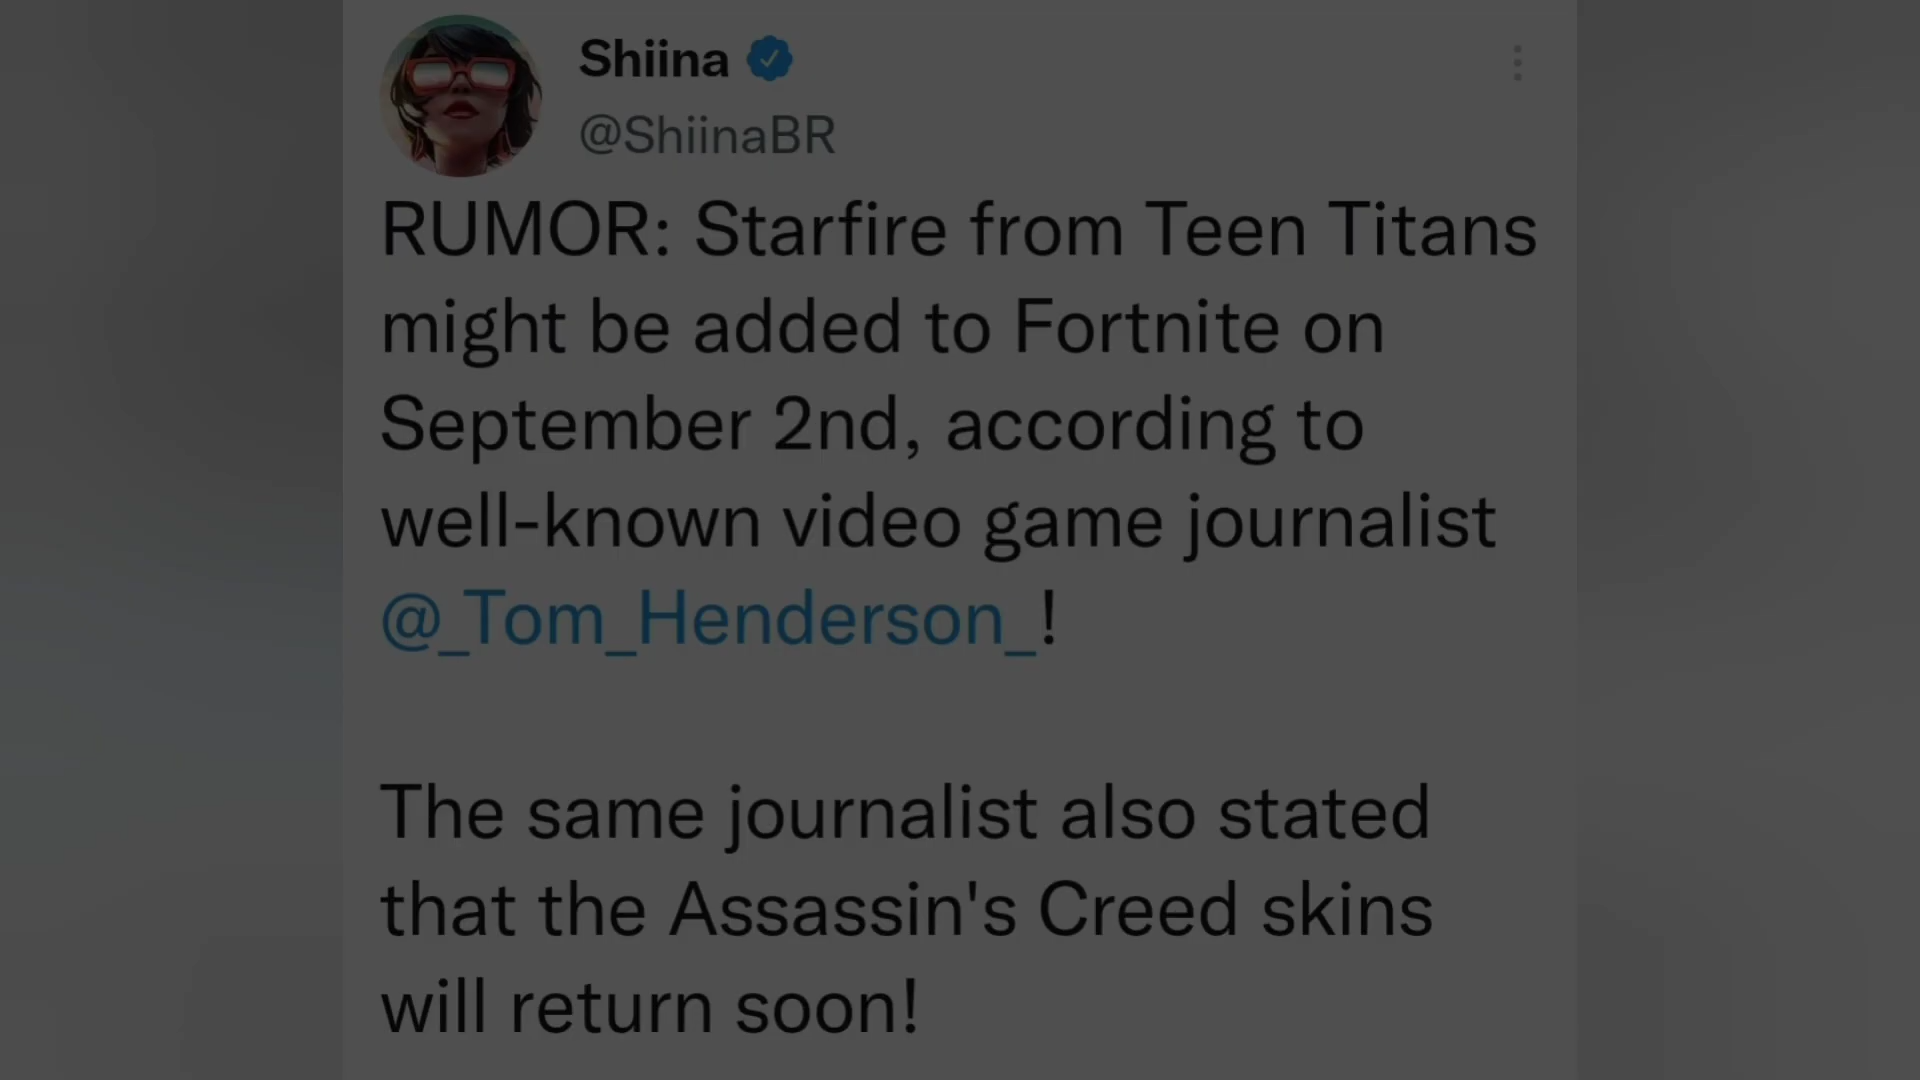 Shiina
@ShiinaBR
RUMOR: Starfire from Teen Titans
might be added to Fortnite on
September 2nd, according to
well-known video game journalist
@_Tom_Henderson_!
The same journalist also stated
that the Assassin's Creed skins
will return soon!